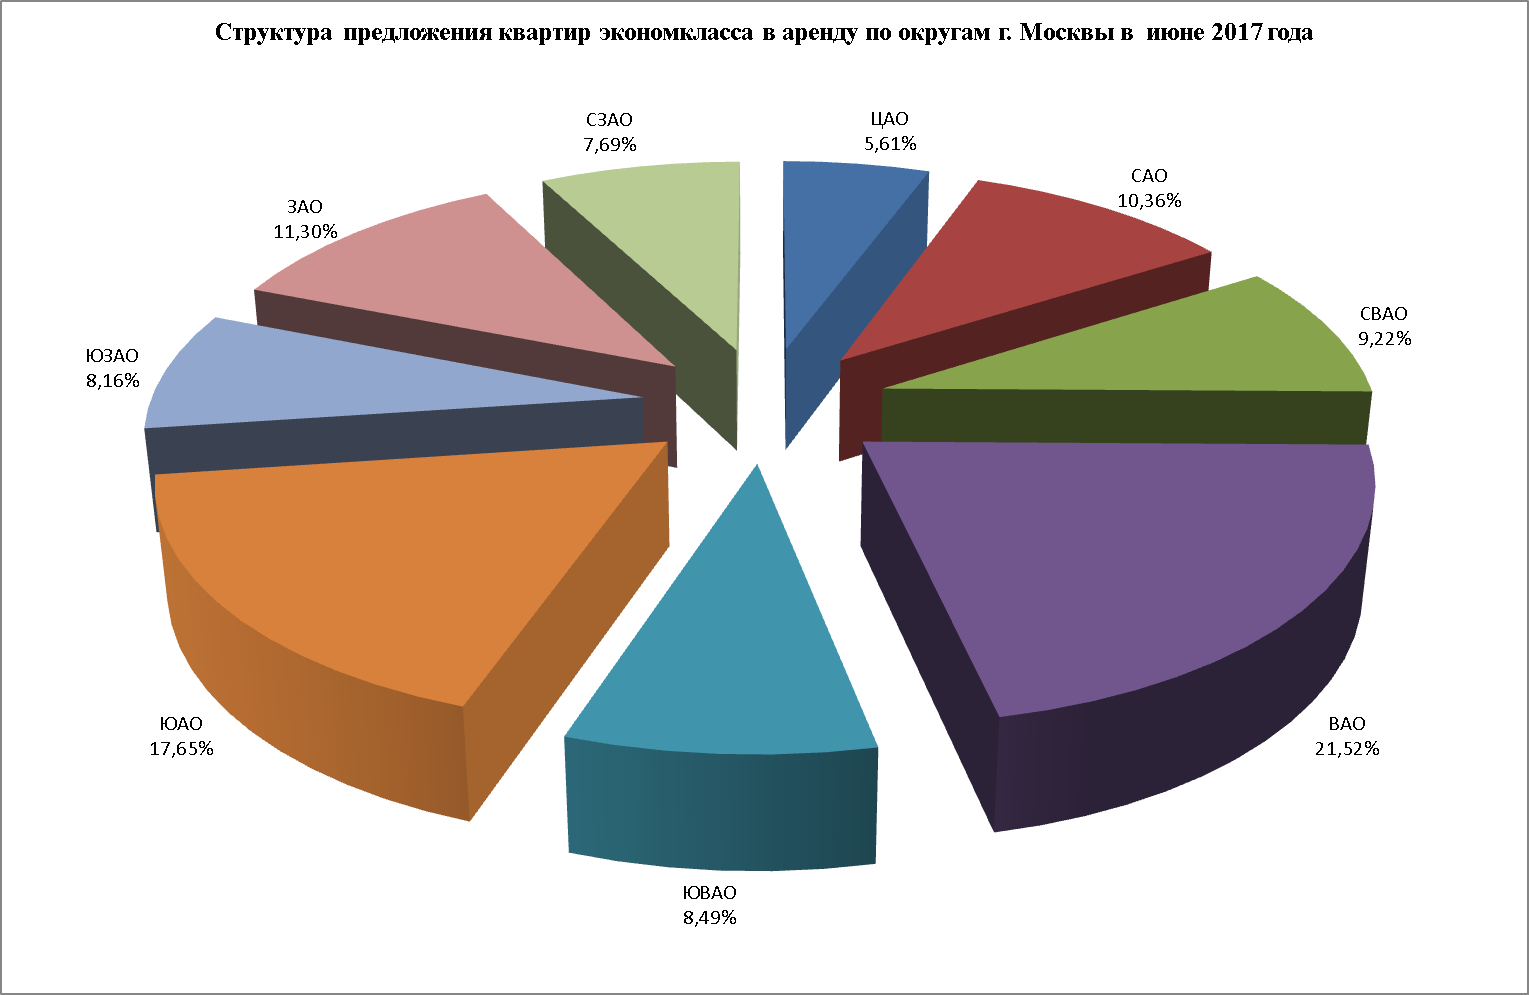 Структура предложения квартир экономкласса в аренду по округам г. Москвы в июне 2017 года
ЦАО
5,61%
САО
10,36%
СВАО
9,22%
ВАО
21,52%
ЮВАО
8,49%
ЮАО
17,65%
ЮЗАО
8,16%
ЗАО
11,30%
СЗАО
7,69%